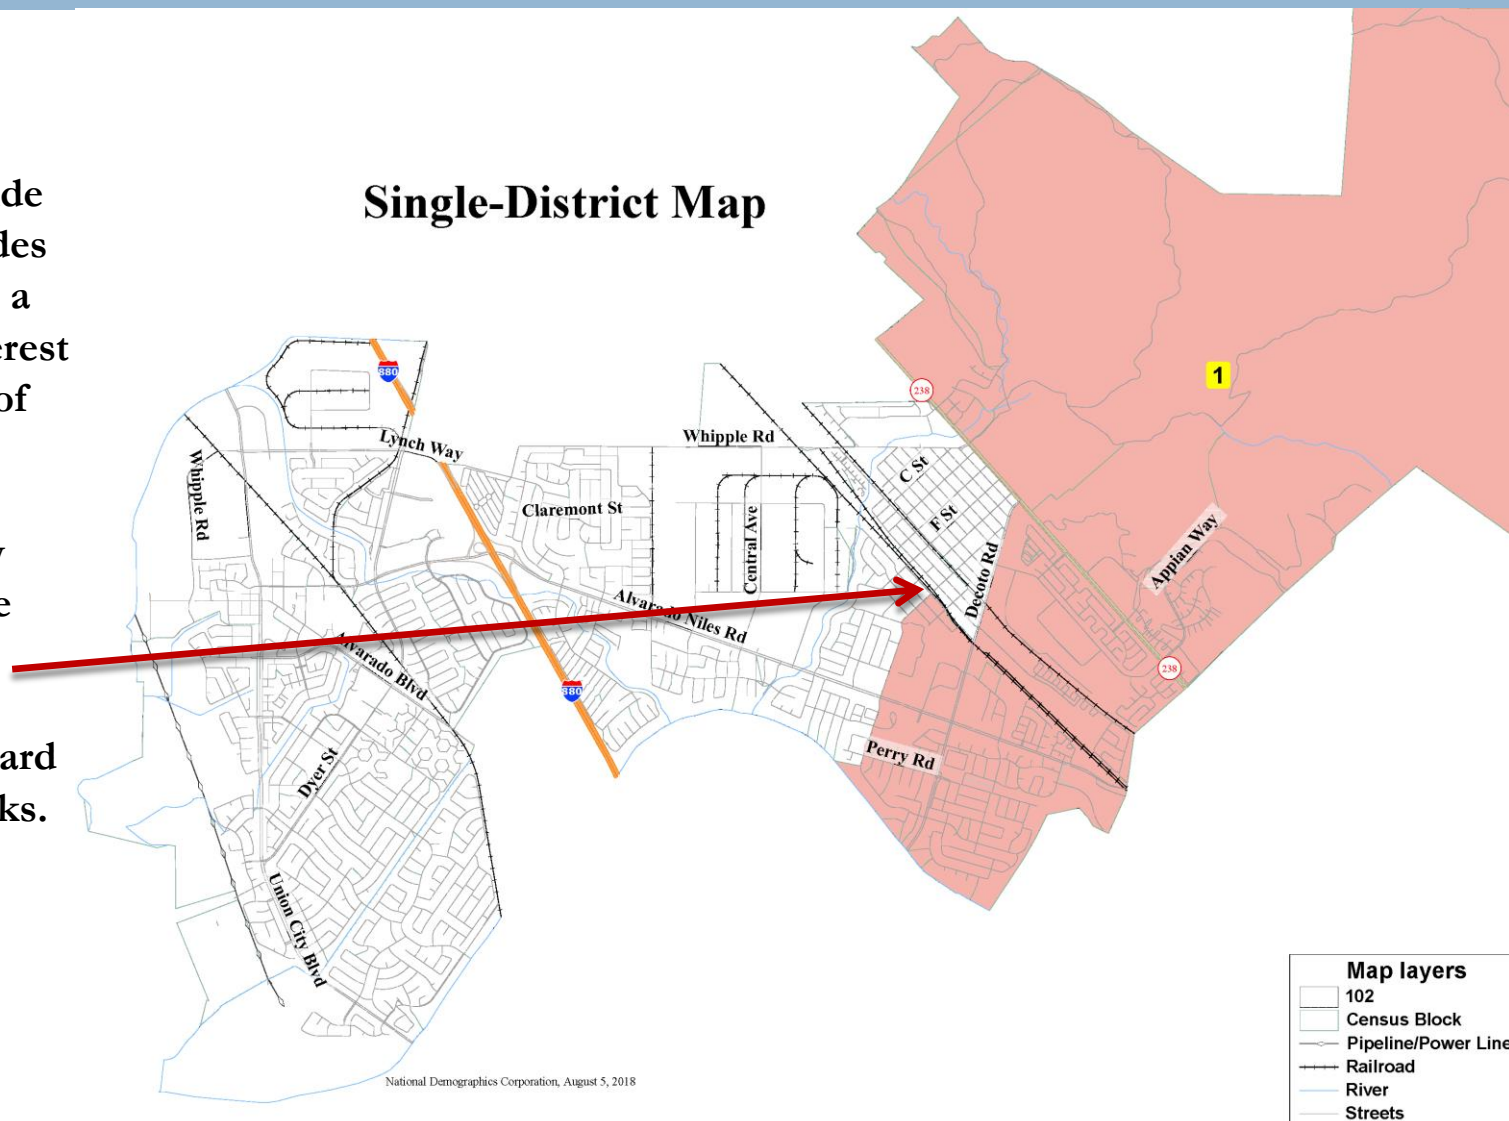 de
des
a
erest
of
e
ard
ks.
Single-District Map
880
Lynch Way
Whipple Rd
Whipple Rd
Claremont St
Central Ave
C St
F St
Decoto Rd
238
1
Appian Way
Alvarado Niles Rd
Alvarado Blvd
880
238
Perry Rd
Dyer St
Union City Blvd
National Demographics Corporation, August 5, 2018
Map layers
102
Census Block
Pipeline/Power Line
Railroad
River
Streets